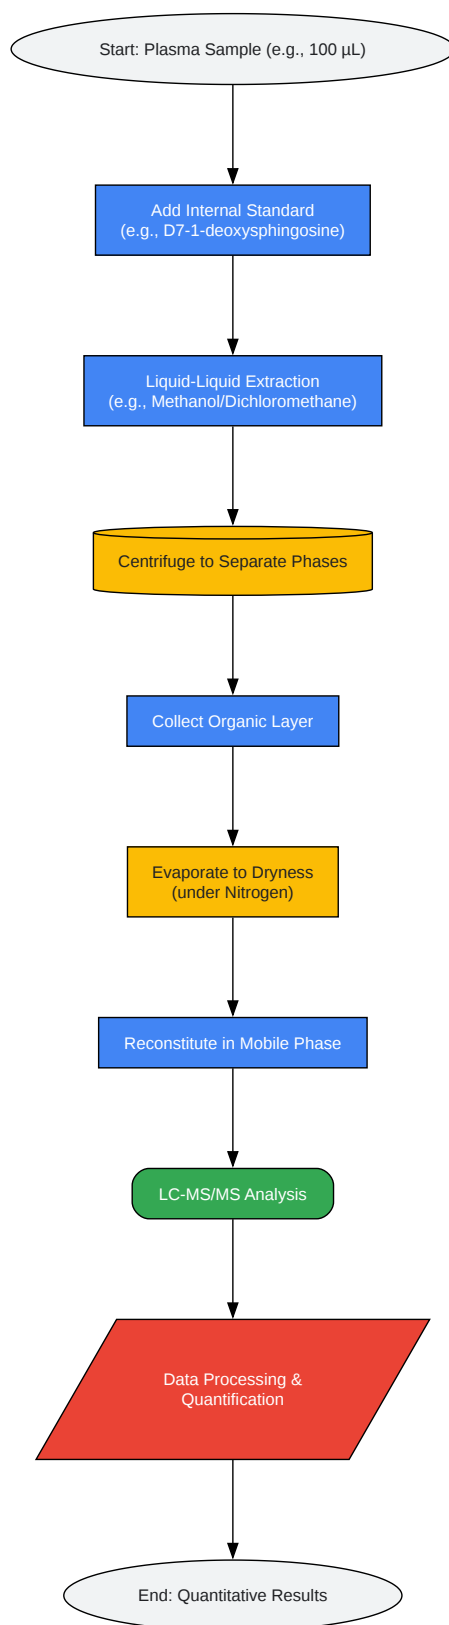 Start: Plasma Sample (e.g., 100 µL)
Add Internal Standard
(e.g., D7-1-deoxysphingosine)
Liquid-Liquid Extraction
(e.g., Methanol/Dichloromethane)
Centrifuge to Separate Phases
Collect Organic Layer
Evaporate to Dryness
(under Nitrogen)
Reconstitute in Mobile Phase
LC-MS/MS Analysis
Data Processing &
Quantification
End: Quantitative Results